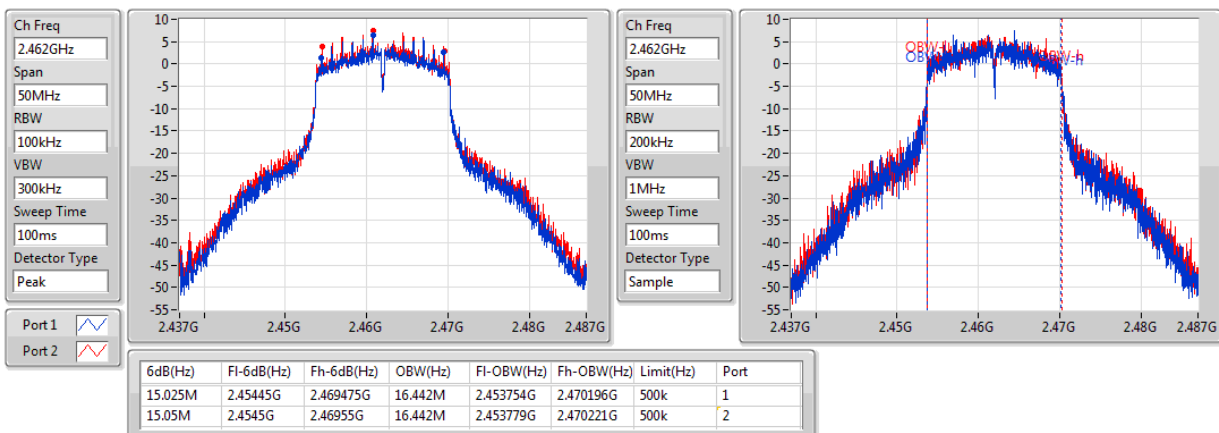 Ch Freq
2.462GHz
Span
50MHz
RBW
100kHz
VBW
300kHz
Sweep Time
100ms
Detector Type
Peak
Port 1
Port 2
10
5
0
-5
-10
-15
-20
-25
-30
-35
-40
-45
-50
-55
2.437G 2.45G 2.46G 2.47G 2.48G 2.487G
Ch Freq
2.462GHz
Span
50MHz
RBW
200kHz
VBW
1MHz
Sweep Time
100ms
Detector Type
Sample
10
5
0
-5
-10
-15
-20
-25
-30
-35
-40
-45
-50
-55
2.437G 2.45G 2.46G 2.47G 2.48G 2.487G
6dB(Hz) Fl-6dB(Hz) Fh-6dB(Hz) OBW(Hz) Fl-OBW(Hz) Fh-OBW(Hz) Limit(Hz) Port
15.025M 2.45445G 2.469475G 16.442M 2.453754G 2.470196G 500k 1
15.05M 2.4545G 2.46955G 16.442M 2.453779G 2.470221G 500k 2